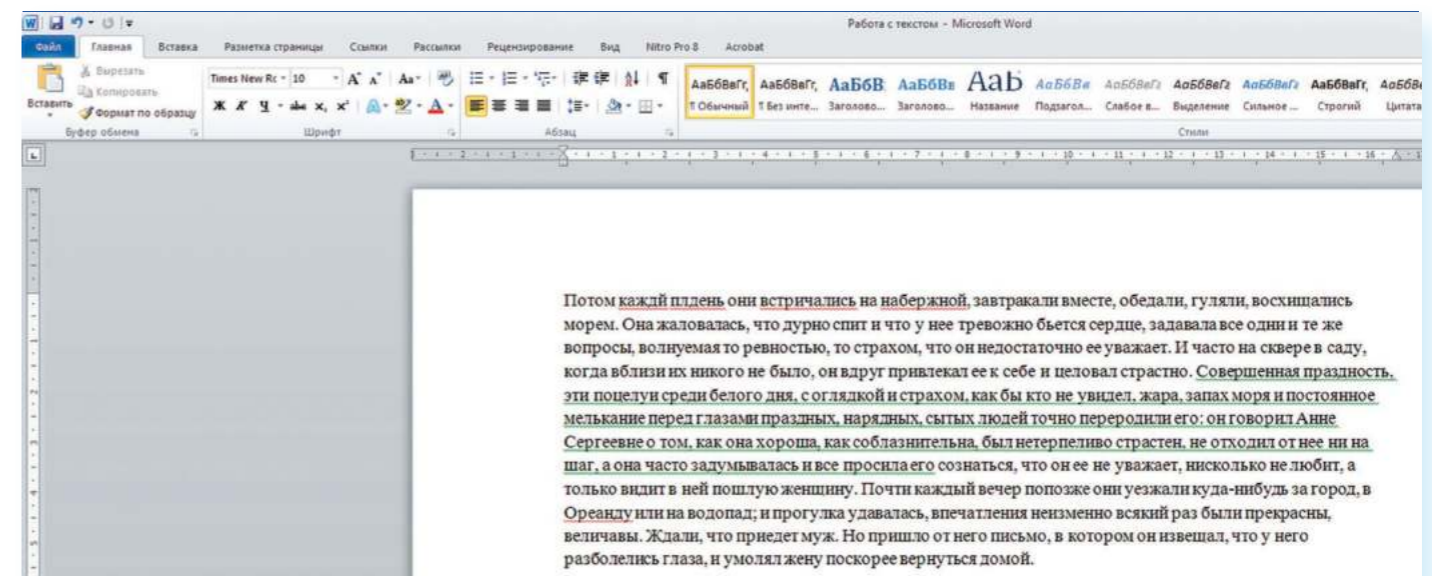 Работа с текстом - Microsoft Word
Файл Главная Вставка Разметка страницы Ссылки Рассылки Рецензирование Вид Nitro Pro 8 Acrobat
Вставить
Вырезать
Копировать
Формат по образцу
Буфер обмена
Times New Rc 10
Ж К Ч abc x, x²
Шрифт
Абзац
АаБбВвГг, АаБбВвГг, АаБбВ АаБбВв АаЬ АаБбВв АаБбВвГг АаБбВвГг АаБбВвГг АаБбВвГг,
Обычный Без инте... Заголово... Заголово... Название Подзагол... Слабое в... Выделение Сильное ... Строгий Цитата
Стили
Потом каждй плдень они встричались на набержной, завтракали вместе, обедали, гуляли, восхищались
морем. Она жаловалась, что дурно спит и что у нее тревожно бьется сердце, задавала все одни и те же
вопросы, волнуемая то ревностью, то страхом, что он недостаточно ее уважает. И часто на сквере в саду,
когда вблизи их никого не было, он вдруг привлекал ее к себе и целовал страстно. Совершенная праздность,
эти поцелуи среди белого дня, с оглядкой и страхом, как бы кто не увидел, жара, запах моря и постоянное
мелькание перед глазами праздных, нарядных, сытых людей точно переродили его: он говорил Анне
Сергеевне о том, как она хороша, как соблазнительна, был нетерпеливо страстен, не отходил от нее ни на
шаг, а она часто задумывалась и все просила его сознаться, что он ее не уважает, нисколько не любит, а
только видит в ней пошлую женщину. Почти каждый вечер попозже они уезжали куда-нибудь за город, в
Ореанду или на водопад; и прогулка удавалась, впечатления неизменно всякий раз были прекрасны,
величавы. Ждали, что приедет муж. Но пришло от него письмо, в котором он извещал, что у него
разболелись глаза, и умолял жену поскорее вернуться домой.